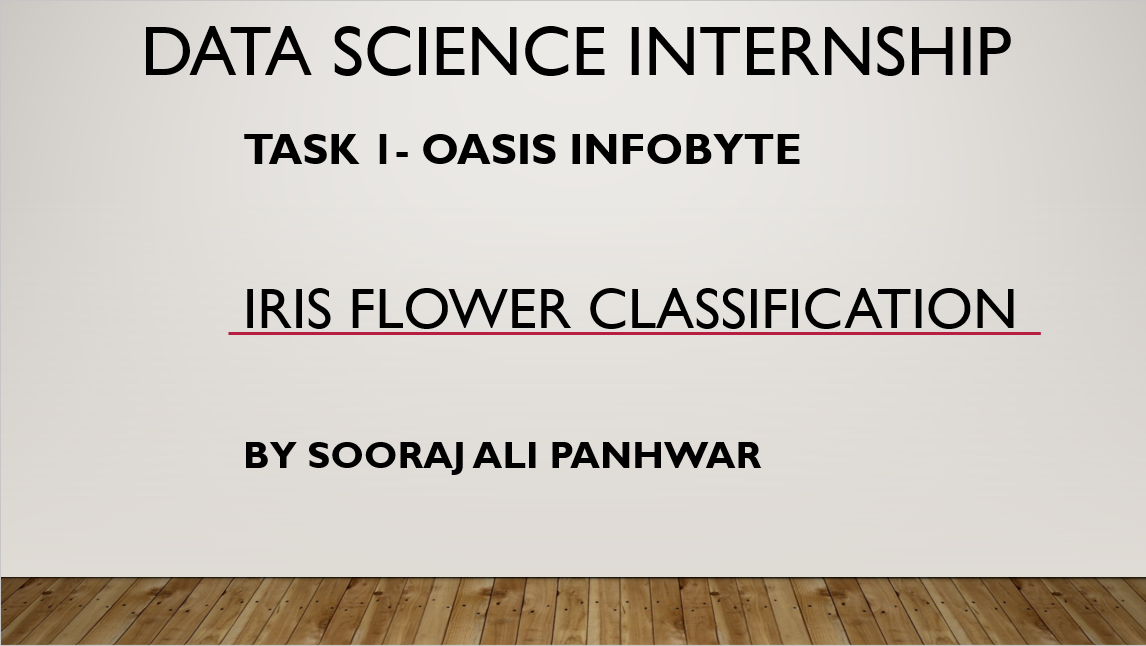 DATA SCIENCE INTERNSHIP
TASK 1- OASIS INFOBYTE
IRIS FLOWER CLASSIFICATION
BY SOORAJ ALI PANHWAR